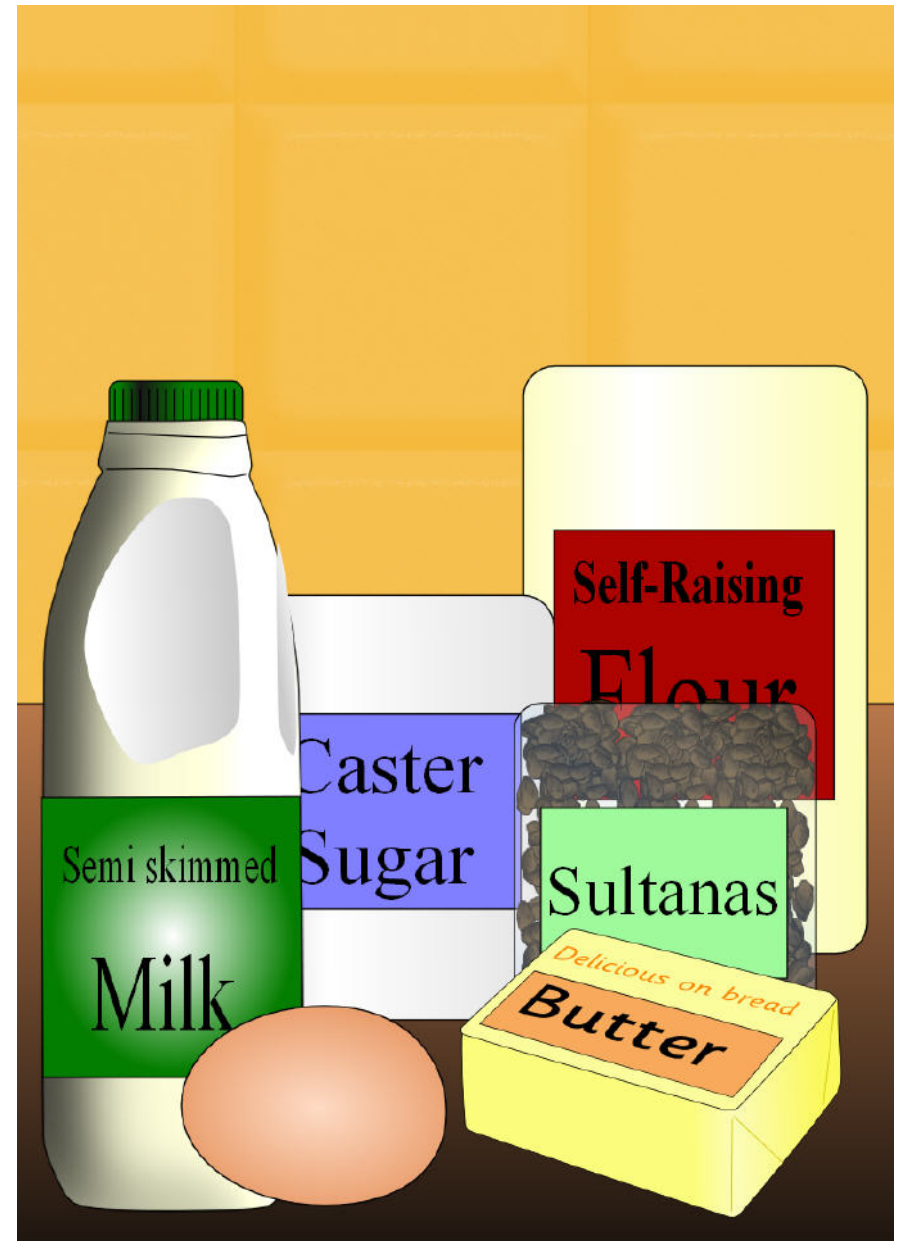 Self-Raising
Flour
Caster
Sugar
Semi skimmed
Milk
Sultanas
Delicious on bread
Butter